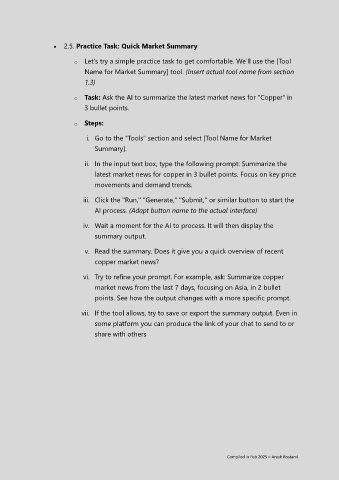 • 2.5. Practice Task: Quick Market Summary
o Let's try a simple practice task to get comfortable. We'll use the [Tool
Name for Market Summary] tool. (Insert actual tool name from section
1.3)
o Task: Ask the AI to summarize the latest market news for "Copper" in
3 bullet points.
o Steps:
i. Go to the "Tools" section and select [Tool Name for Market
Summary].
ii. In the input text box, type the following prompt: Summarize the
latest market news for copper in 3 bullet points. Focus on key price
movements and demand trends.
iii. Click the "Run," "Generate," "Submit," or similar button to start the
AI process. (Adapt button name to the actual interface)
iv. Wait a moment for the AI to process. It will then display the
summary output.
v. Read the summary. Does it give you a quick overview of recent
copper market news?
vi. Try to refine your prompt. For example, ask: Summarize copper
market news from the last 7 days, focusing on Asia, in 2 bullet
points. See how the output changes with a more specific prompt.
vii. If the tool allows, try to save or export the summary output. Even in
some platform you can produce the link of your chat to send to or
share with others
Compiled in Feb 2025